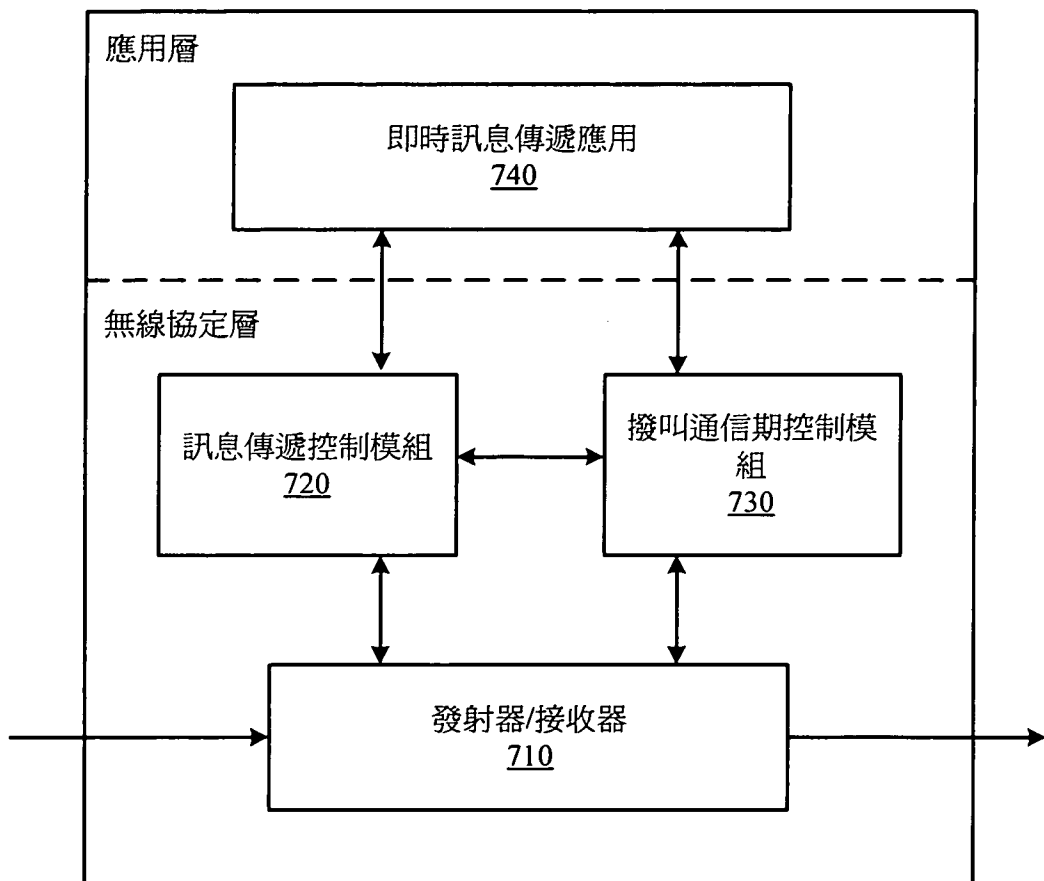 應用層
即時訊息傳遞應用
740
無線協定層
訊息傳遞控制模組
720
撥叫通信期控制模
組
730
發射器/接收器
710